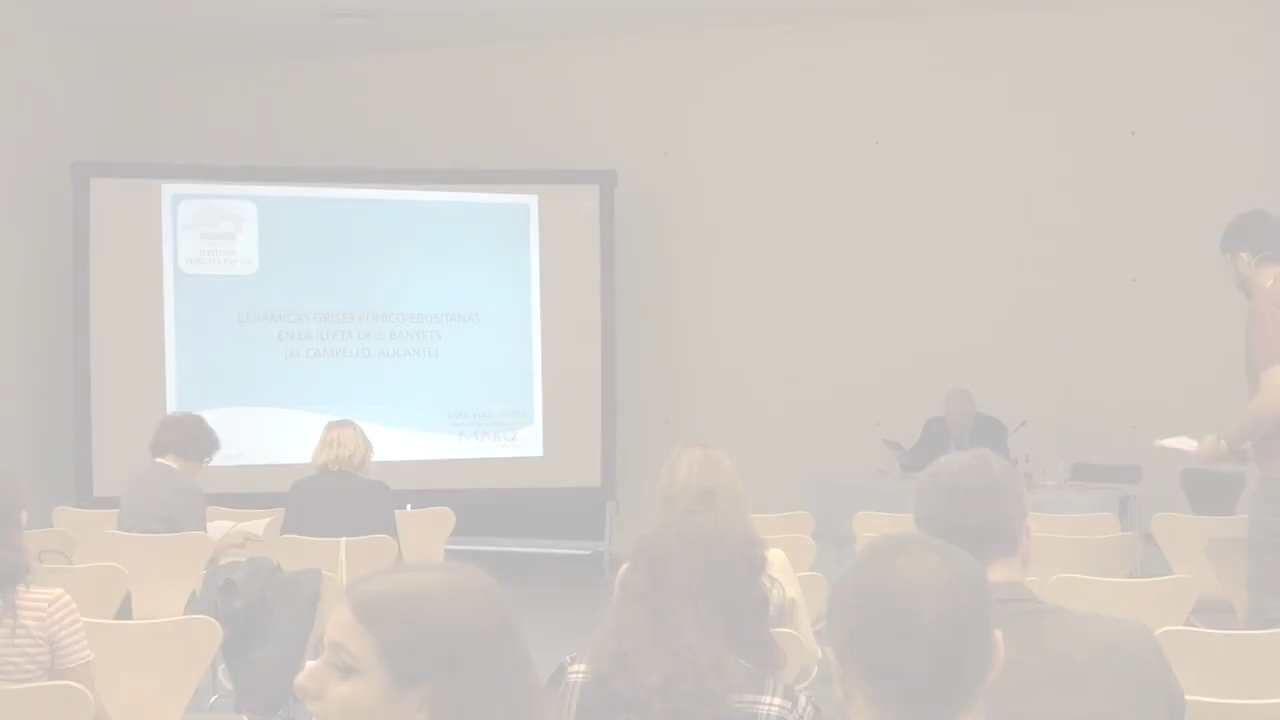 CERÁMICAS GRISES PÚNICO-EBUSITANAS
EN LA ILLETA DELS BANYETS
(EL CAMPELLO, ALICANTE)
MARQ